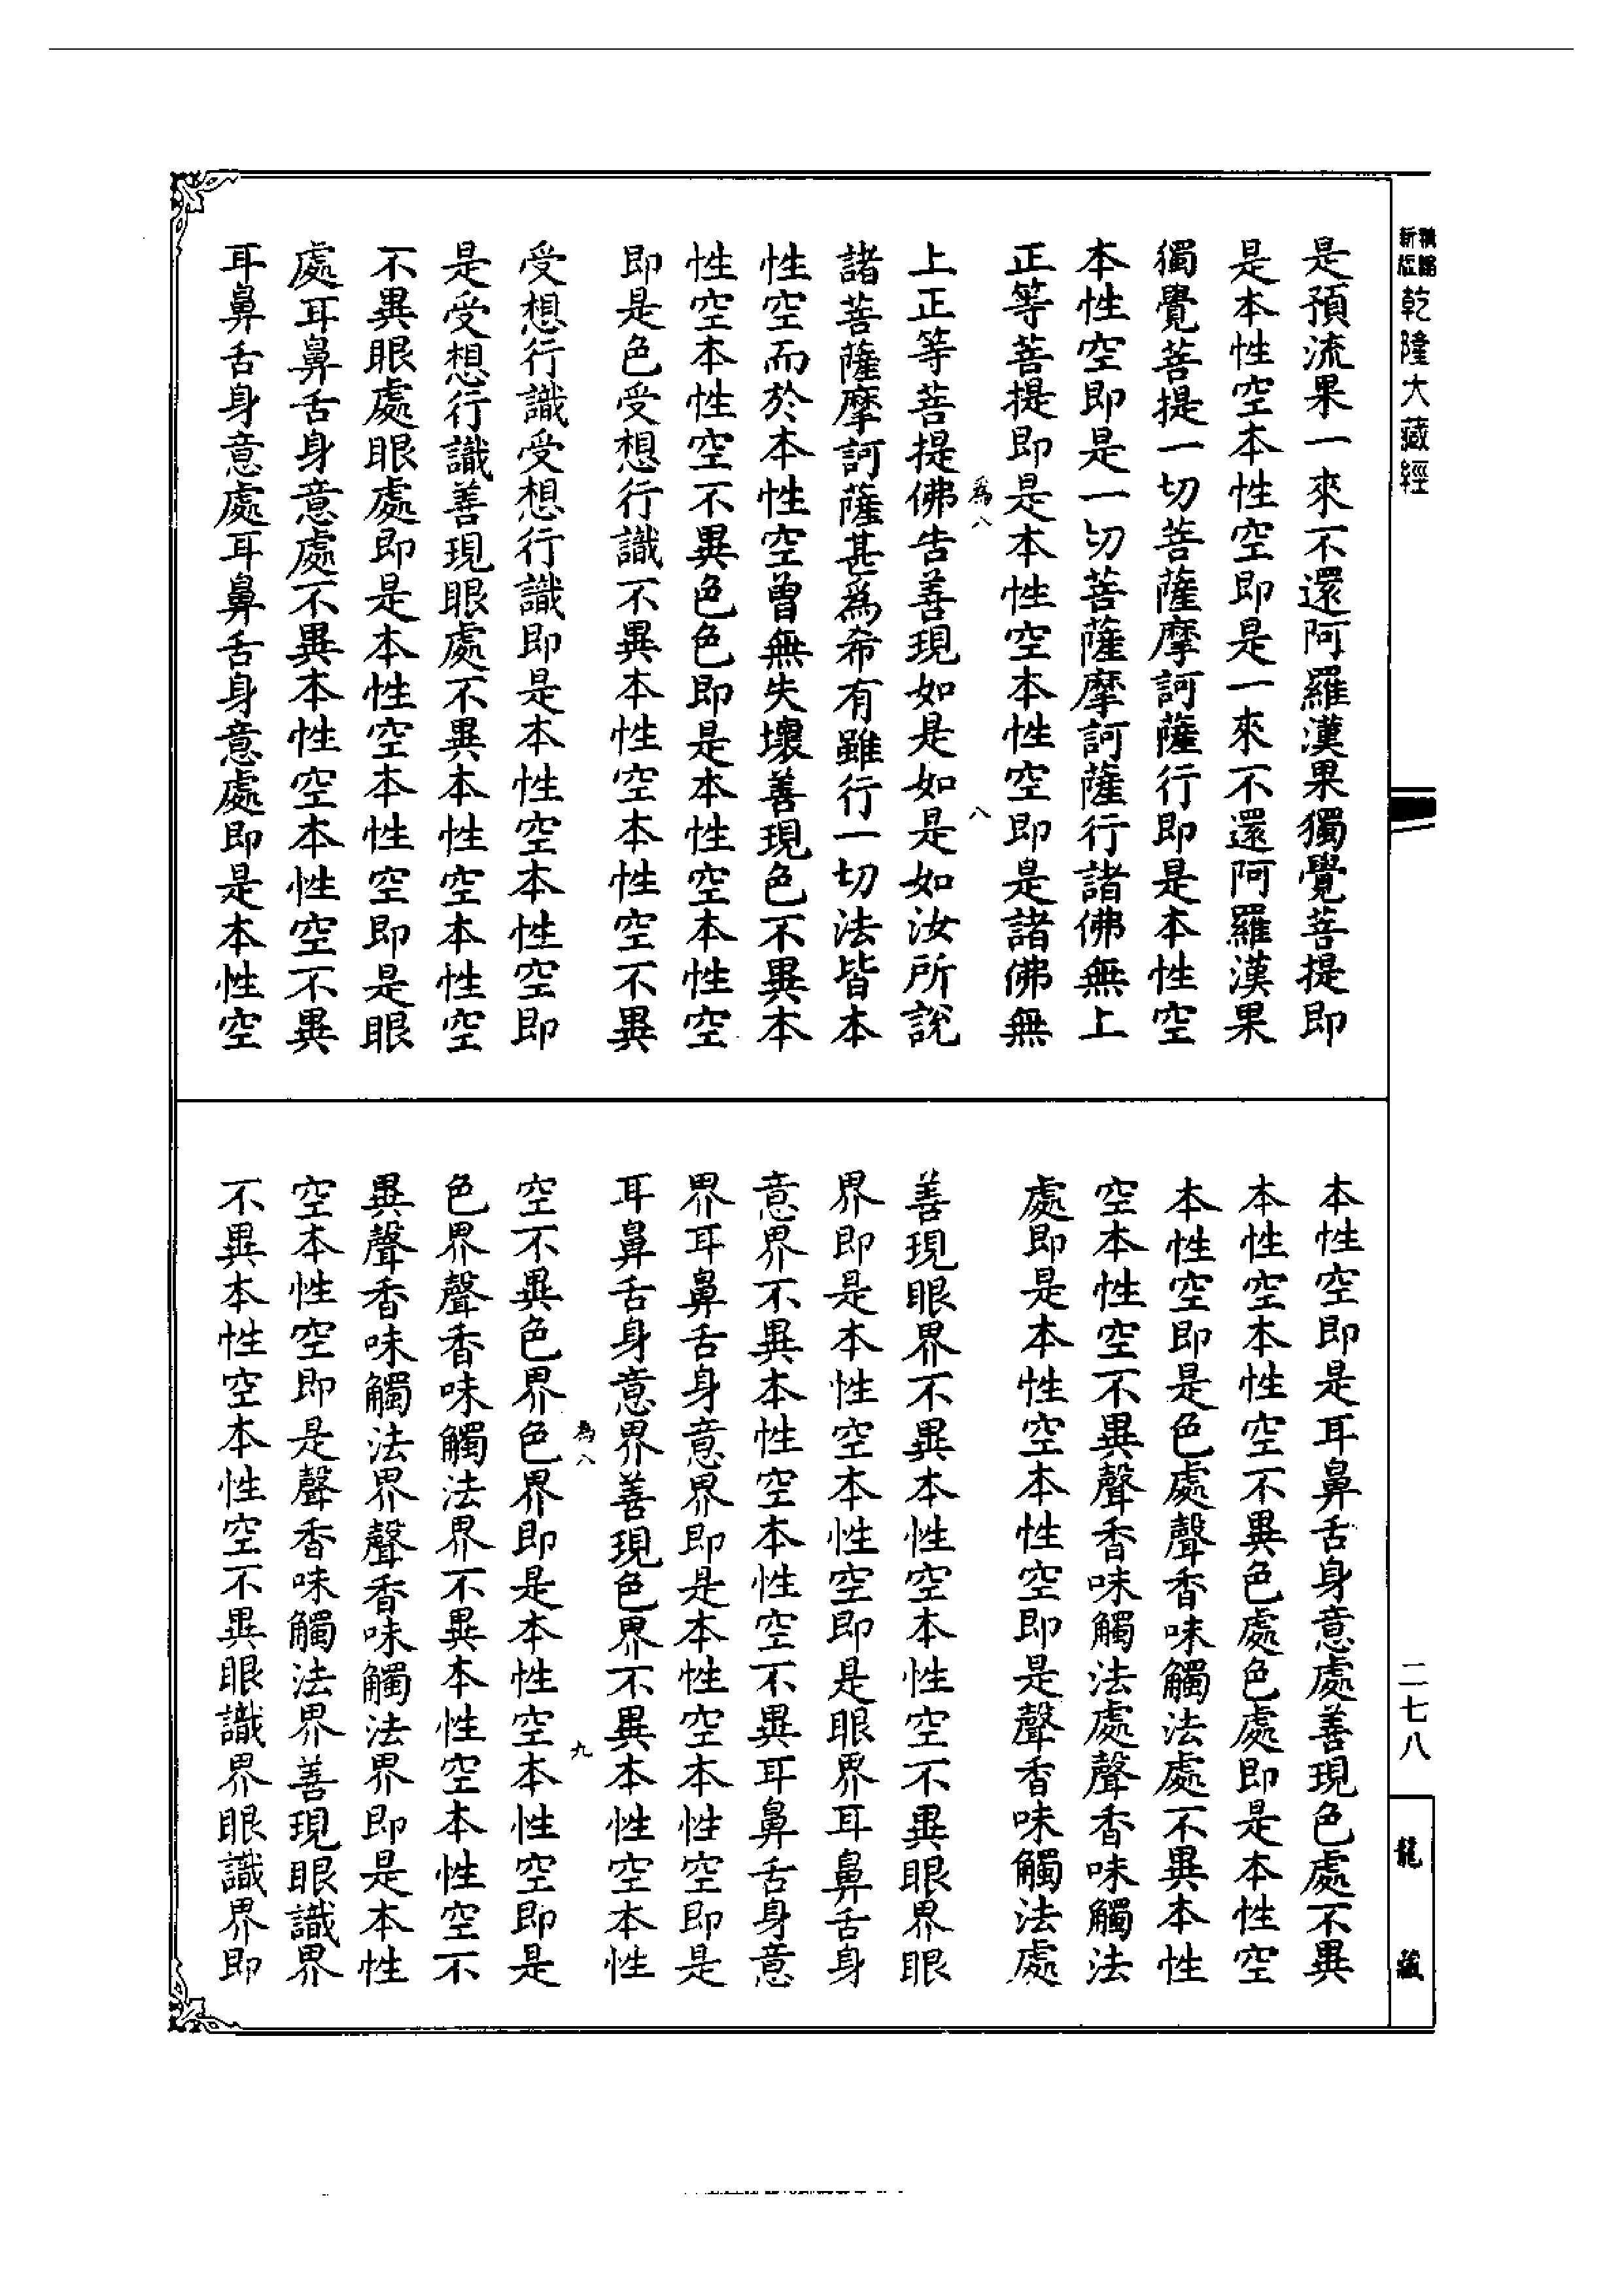 新版精縮乾隆大藏經
是預流果一來不還阿羅漢果獨覺菩提即
是本性空本性空即是一來不還阿羅漢果
獨覺菩提一切菩薩摩訶薩行即是本性空
本性空即是一切菩薩摩訶薩行諸佛無上
正等菩提即是本性空本性空即是諸佛無
爲八
八
上正等菩提佛告善現如是如是如汝所說
諸菩薩摩訶薩甚爲希有雖行一切法皆本
性空而於本性空曾無失壞善現色不異本
性空本性空不異色色即是本性空本性空
即是色受想行識不異本性空本性空不異
受想行識受想行識即是本性空本性空即
是受想行識善現眼處不異本性空本性空
不異眼處眼處即是本性空本性空即是眼
處耳鼻舌身意處不異本性空本性空不異
耳鼻舌身意處耳鼻舌身意處即是本性空
本性空即是耳鼻舌身意處善現色處不異
本性空本性空不異色處色處即是本性空
本性空即是色處聲香味觸法處不異本性
空本性空不異聲香味觸法處聲香味觸法
處即是本性空本性空即是聲香味觸法處
善現眼界不異本性空本性空不異眼界眼
界即是本性空本性空即是眼界耳鼻舌身
意界不異本性空本性空不異耳鼻舌身意
界耳鼻舌身意界即是本性空本性空即是
耳鼻舌身意界善現色界不異本性空本性
爲八
九
空不異色界色界即是本性空本性空即是
色界聲香味觸法界不異本性空本性空不
異聲香味觸法界聲香味觸法界即是本性
空本性空即是聲香味觸法界善現眼識界
不異本性空本性空不異眼識界眼識界即
二七八
龍藏